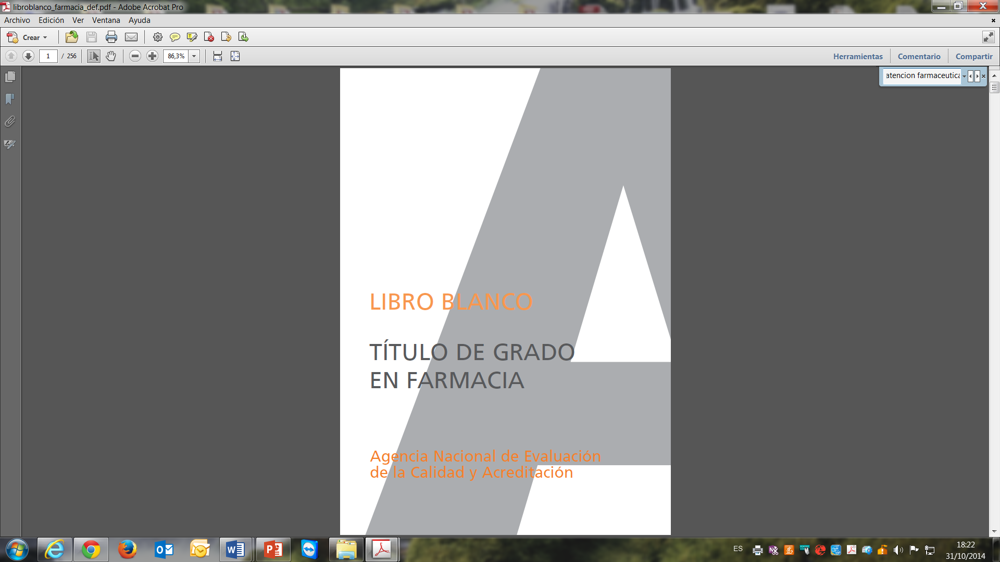 libroblanco_farmacia_def.pdf - Adobe Acrobat Pro
Archivo Edición Ver Ventana Ayuda
Crear
1 / 256 86,3% Herramientas Comentario Compartir
atencion farmaceutica
LIBRO BLANCO
TÍTULO DE GRADO
EN FARMACIA
Agencia Nacional de Evaluación
de la Calidad y Acreditación
ES 18:22
31/10/2014